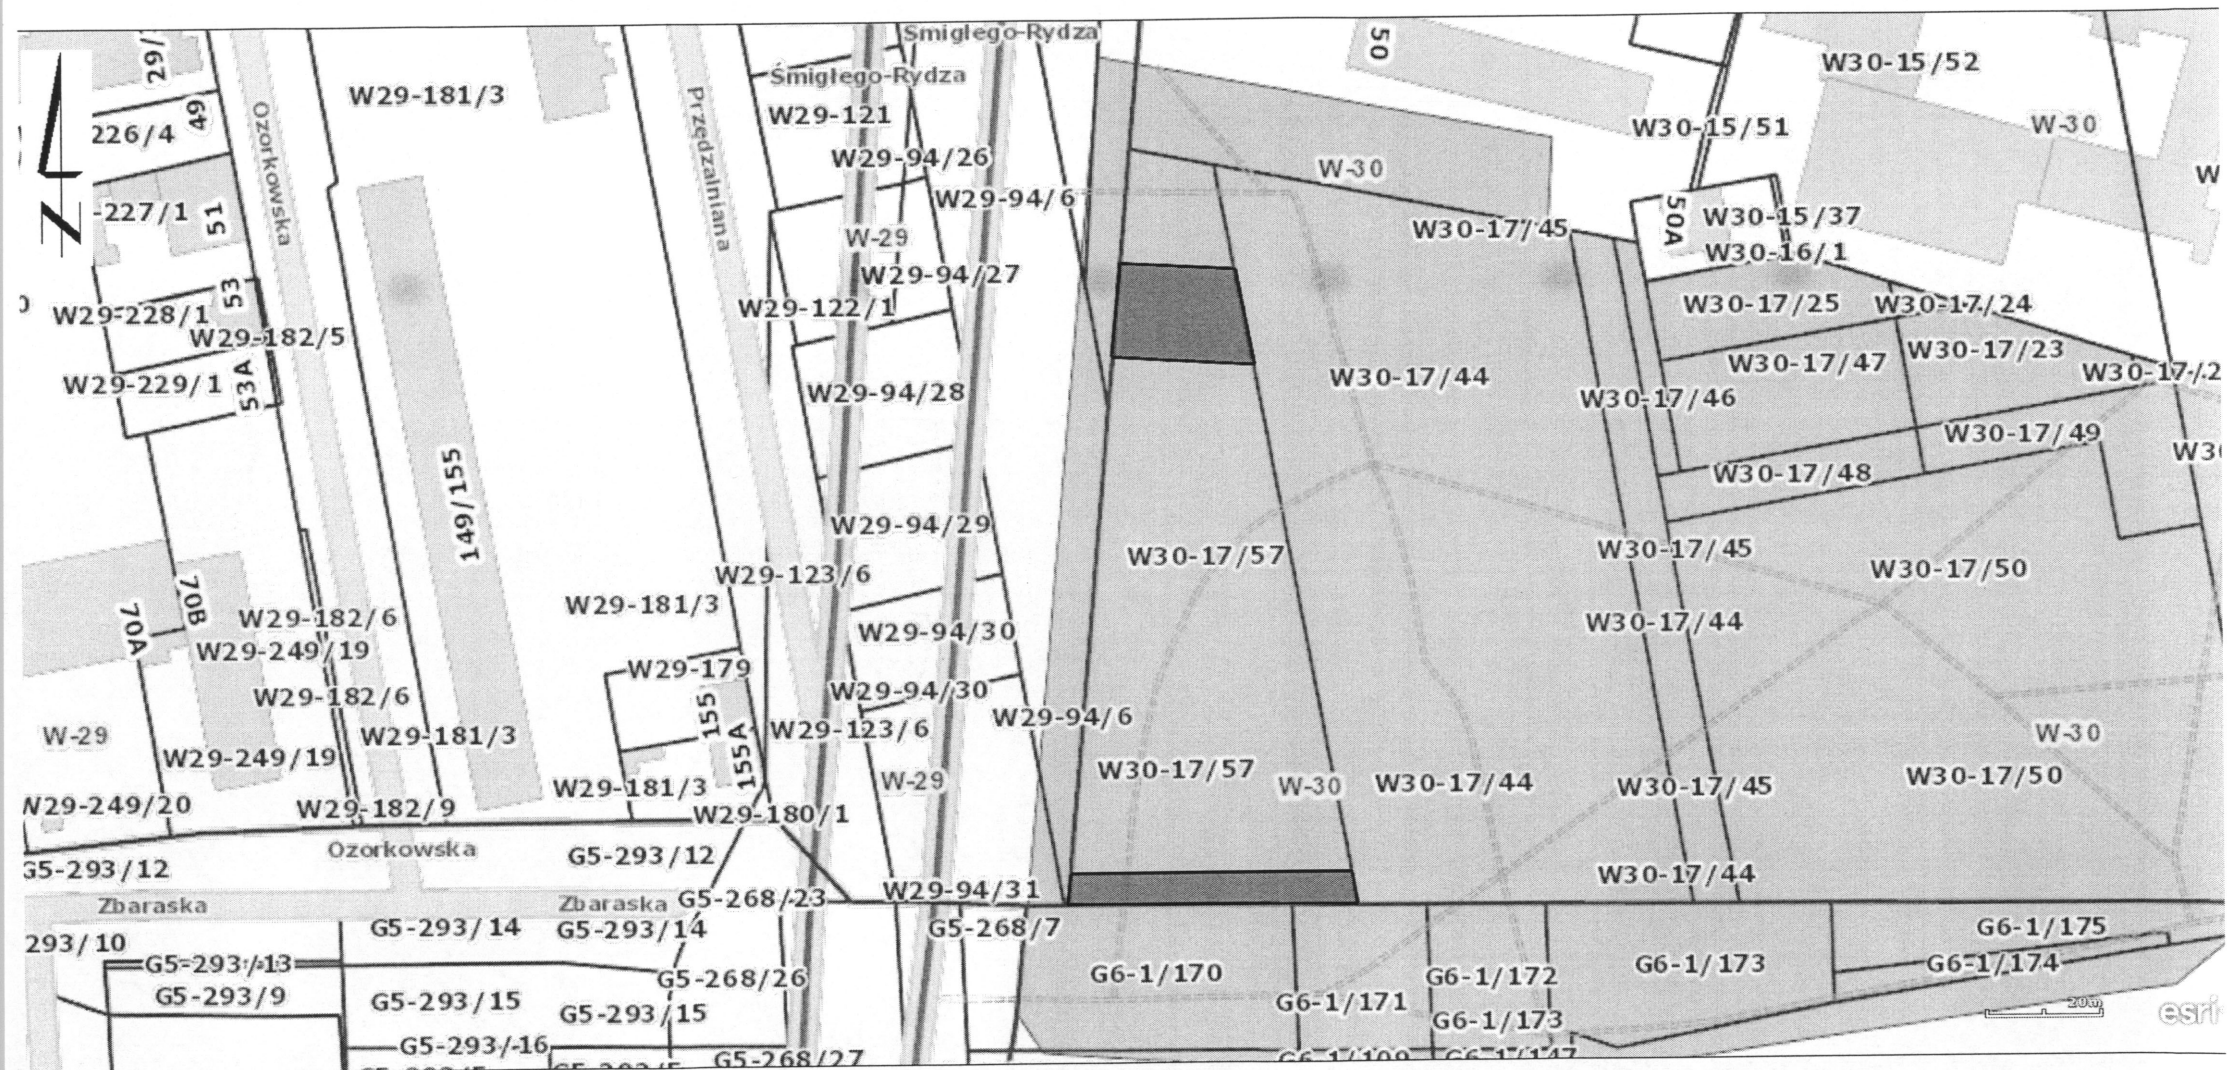 Śmigłego-Rydza
Śmigłego-Rydza
29/
49
226/4
-227/1
51
Ozorkowska
W29-181/3
Przędzalniana
W29-121
W29-94/26
W29-94/6
W-29
W29-94/27
W29-122/1
W29-94/28
50
W30-15/52
W30-15/51
W-30
W-30
W30-17/45
50A
W30-15/37
W30-16/1
W30-17/25
W30-17/24
W30-17/47
W30-17/23
W30-17/44
W30-17/46
W30-17/49
W30-17/48
53
W29-228/1
W29-182/5
W29-229/1
53A
149/155
N
W29-94/29
W30-17/57
W30-17/45
W30-17/50
W29-123/6
W29-181/3
70B
70A
W29-182/6
W29-249/19
W29-94/30
W30-17/44
W29-179
W29-182/6
W29-94/30
155
W29-94/6
W-29
W29-181/3
155A
W29-123/6
W-30
W29-249/19
W29-181/3
W-29
W30-17/57
W-30
W30-17/44
W30-17/45
W30-17/50
W29-249/20
W29-182/9
W29-180/1
Ozorkowska
G5-293/12
G5-293/12
W30-17/44
Zbaraska
Zbaraska
G5-268/23
W29-94/31
293/10
G5-293/14
G5-293/14
G5-268/7
G6-1/175
G5-293/13
G5-268/26
G6-1/170
G6-1/172
G6-1/173
G6-1/174
G5-293/9
G5-293/15
G5-293/15
G6-1/171
G6-1/173
20m
esri
G5-293/16
G5-268/27
G6-1/109
G6-1/147